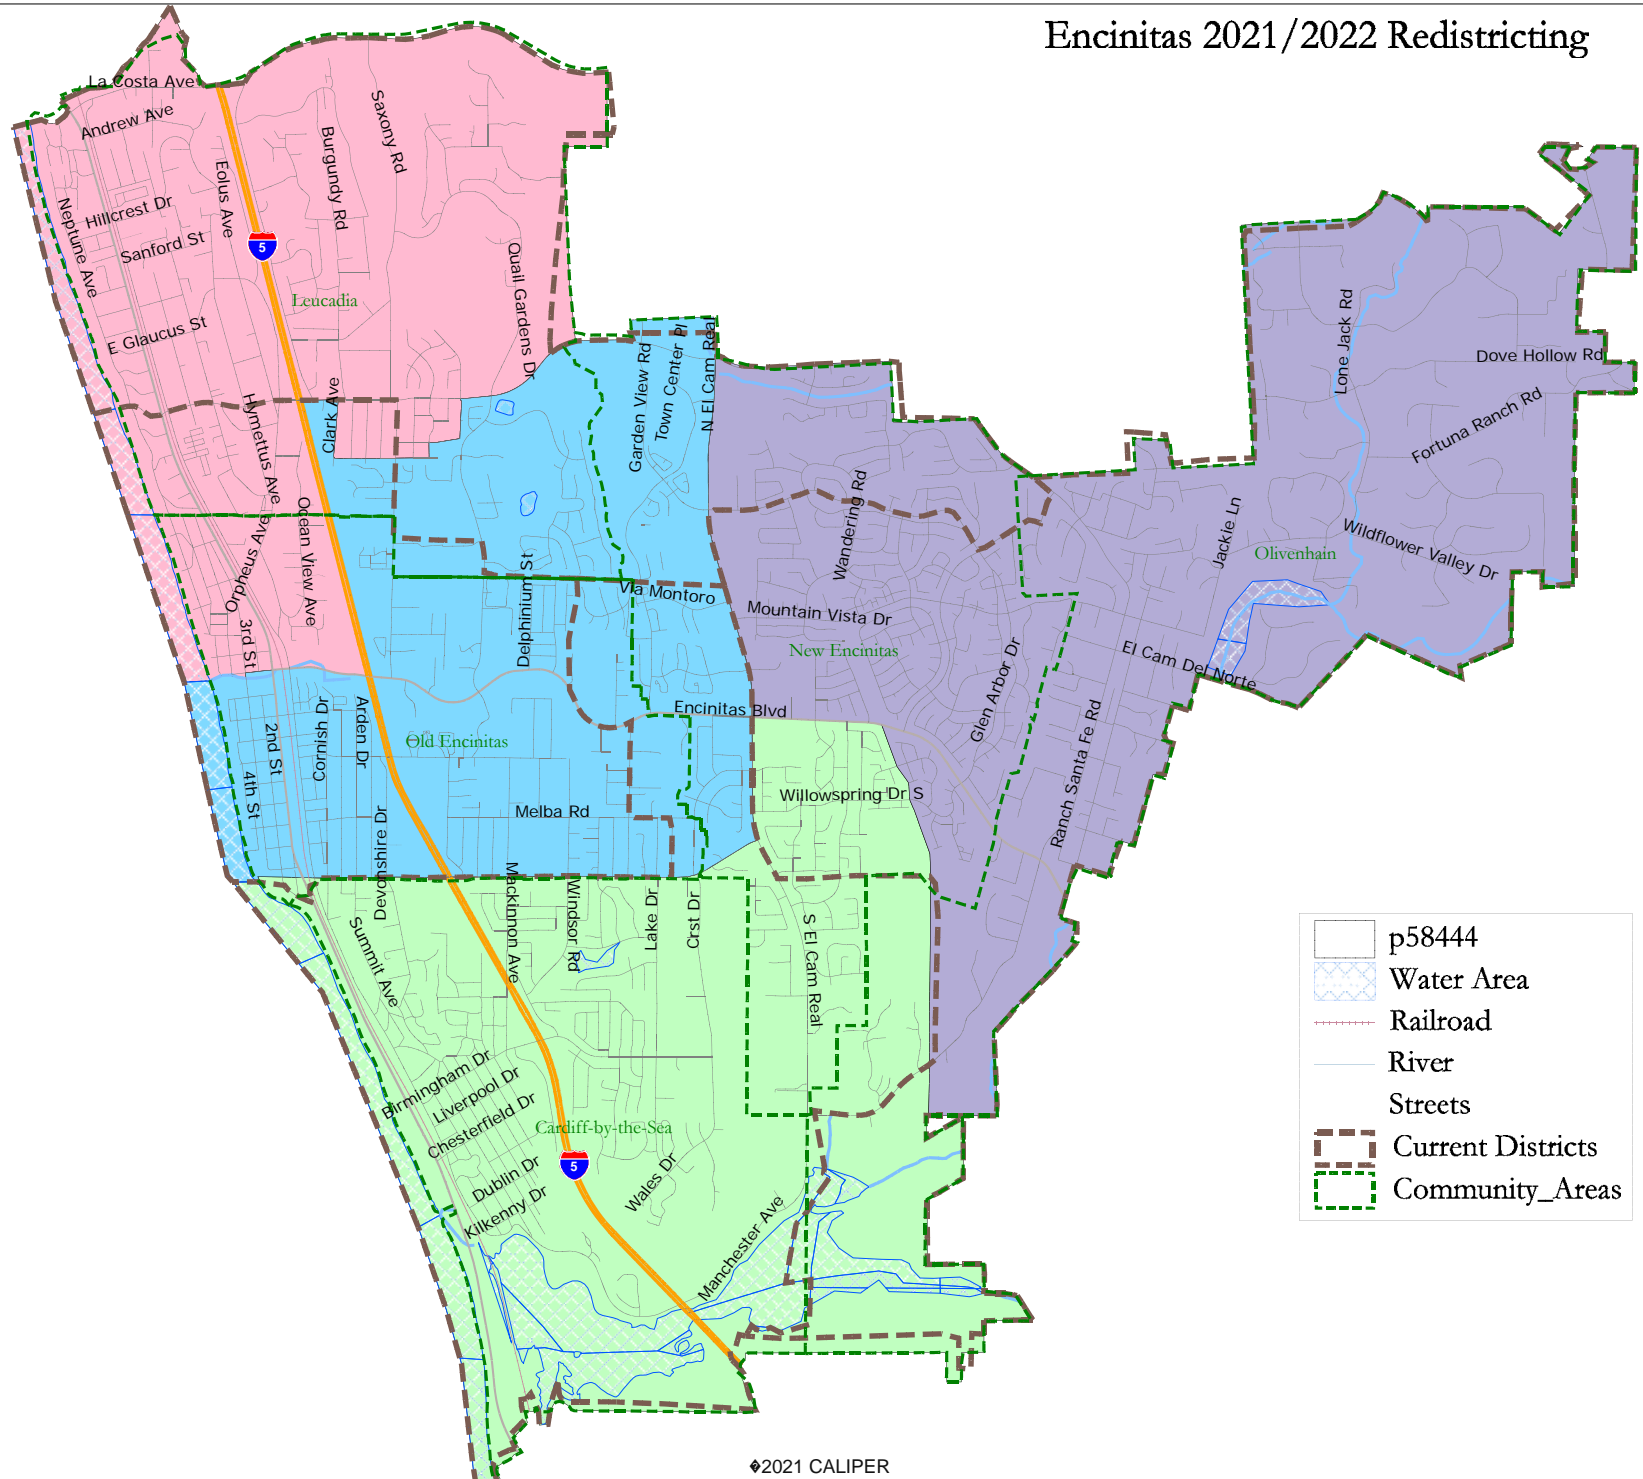 Encinitas 2021/2022 Redistricting
La Costa Ave
Andrew Ave
Saxony Rd
Burgundy Rd
Eolus Ave
Hillcrest Dr
Neptune Ave
Sanford St
5
Quail Gardens Dr
Leucadia
E Glaucus St
Garden View Rd
Town Center Pl
N El Cam Real
Lone Jack Rd
Dove Hollow Rd
Fortuna Ranch Rd
Clark Ave
Hymettus Ave
Wandering Rd
Jackie Ln
Wildflower Valley Dr
Olivenhain
Orpheus Ave
Ocean View Ave
Delphinium St
Via Montoro
Mountain Vista Dr
New Encinitas
3rd St
Glen Arbor Dr
El Cam Del Norte
Encinitas Blvd
Cornish Dr
Arden Dr
2nd St
Old Encinitas
Ranch Santa Fe Rd
4th St
Willowspring Dr S
Melba Rd
Devonshire Dr
Mackinnon Ave
Windsor Rd
Lake Dr
Crst Dr
S El Cam Real
Summit Ave
Birmingham Dr
Liverpool Dr
Chesterfield Dr
Cardiff-by-the-Sea
5
Dublin Dr
Wales Dr
Kilkenny Dr
Manchester Ave
p58444
Water Area
Railroad
River
Streets
Current Districts
Community_Areas
�2021 CALIPER